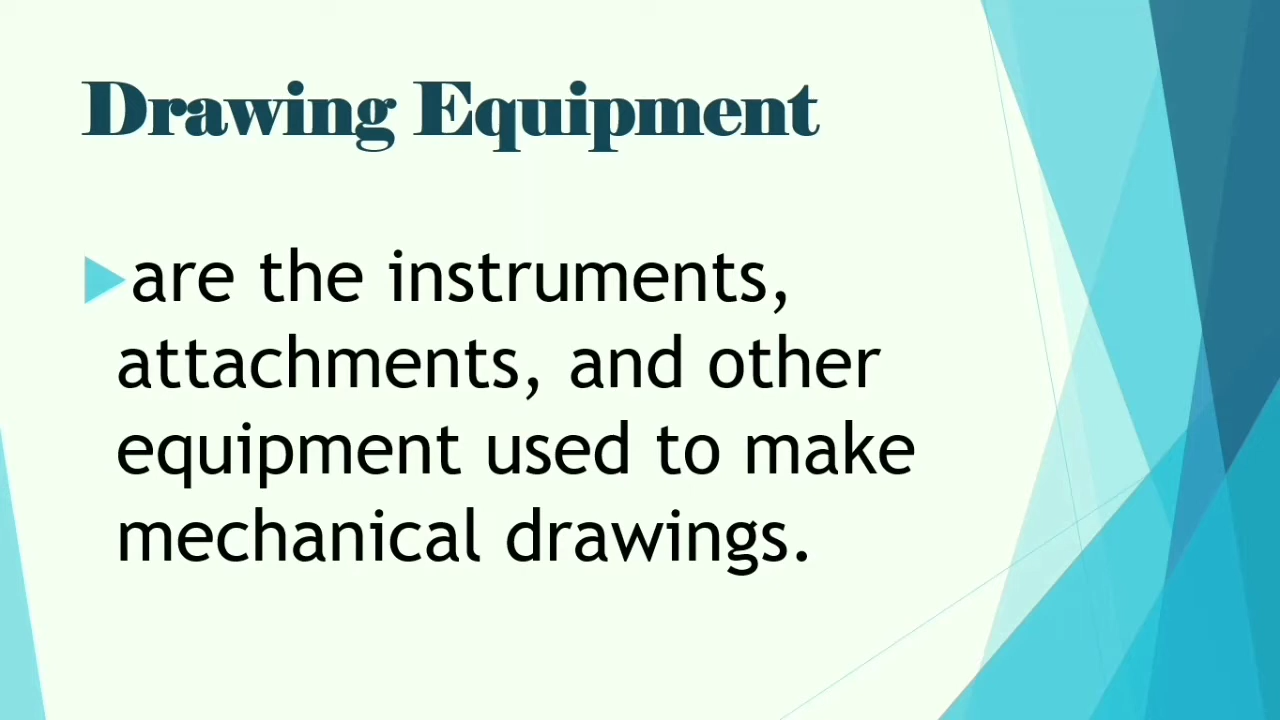 Drawing Equipment
are the instruments,
attachments, and other
equipment used to make
mechanical drawings.